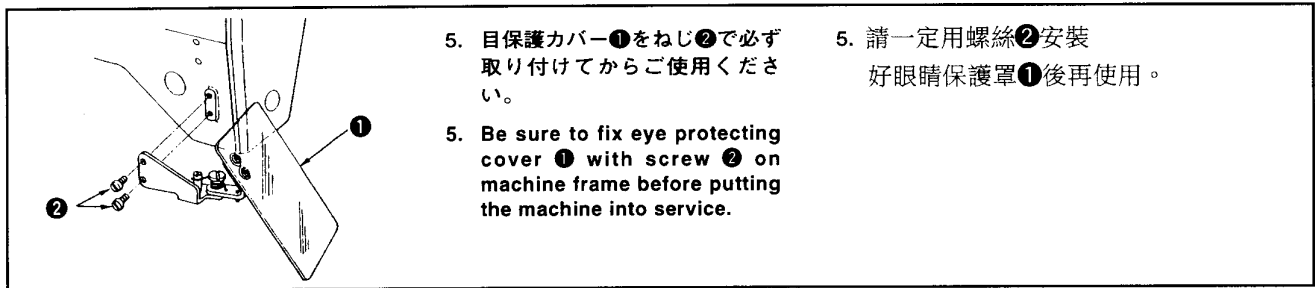 ❶
❷
5. 目保護カバー❶をねじ❷で必ず
取り付けてからご使用くださ
い。
5. Be sure to fix eye protecting
cover ❶ with screw ❷ on
machine frame before putting
the machine into service.
5. 請一定用螺絲❷安裝
好眼睛保護罩❶後再使用。